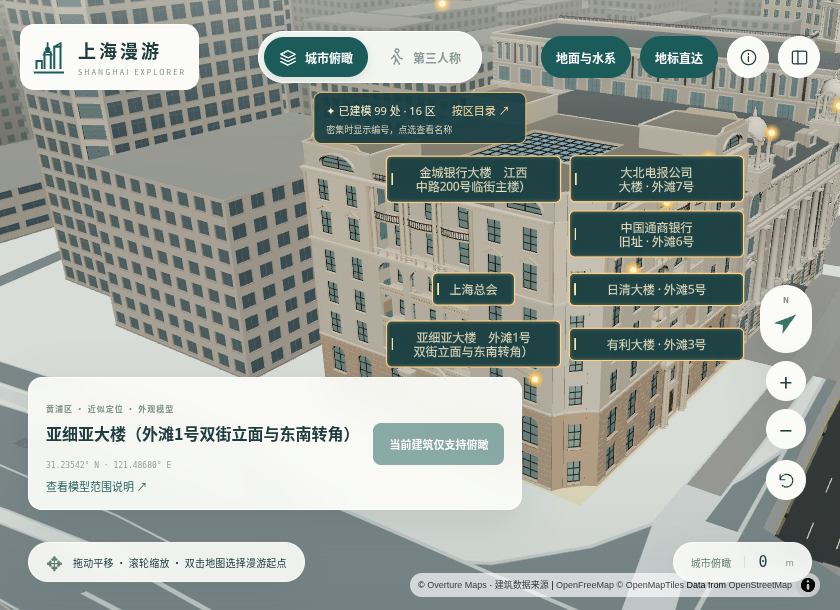 上海漫游
SHANGHAI EXPLORER
城市俯瞰
第三人称
地面与水系
地标直达
✦ 已建模 99 处 · 16 区 按区目录 ↗
密集时显示编号，点选查看名称
金城银行大楼 江西
中路200号临街主楼）
大北电报公司
大楼 · 外滩7号
中国通商银行
旧址 · 外滩6号
上海总会
日清大楼 · 外滩5号
亚细亚大楼 外滩1号
双街立面与东南转角）
有利大楼 · 外滩3号
N
+
−
黄浦区 · 近似定位 · 外观模型
亚细亚大楼（外滩1号双街立面与东南转角）
当前建筑仅支持俯瞰
31.23542° N · 121.48680° E
查看模型范围说明 ↗
拖动平移 · 滚轮缩放 · 双击地图选择漫游起点
城市俯瞰 0 m
© Overture Maps · 建筑数据来源 | OpenFreeMap © OpenMapTiles Data from OpenStreetMap